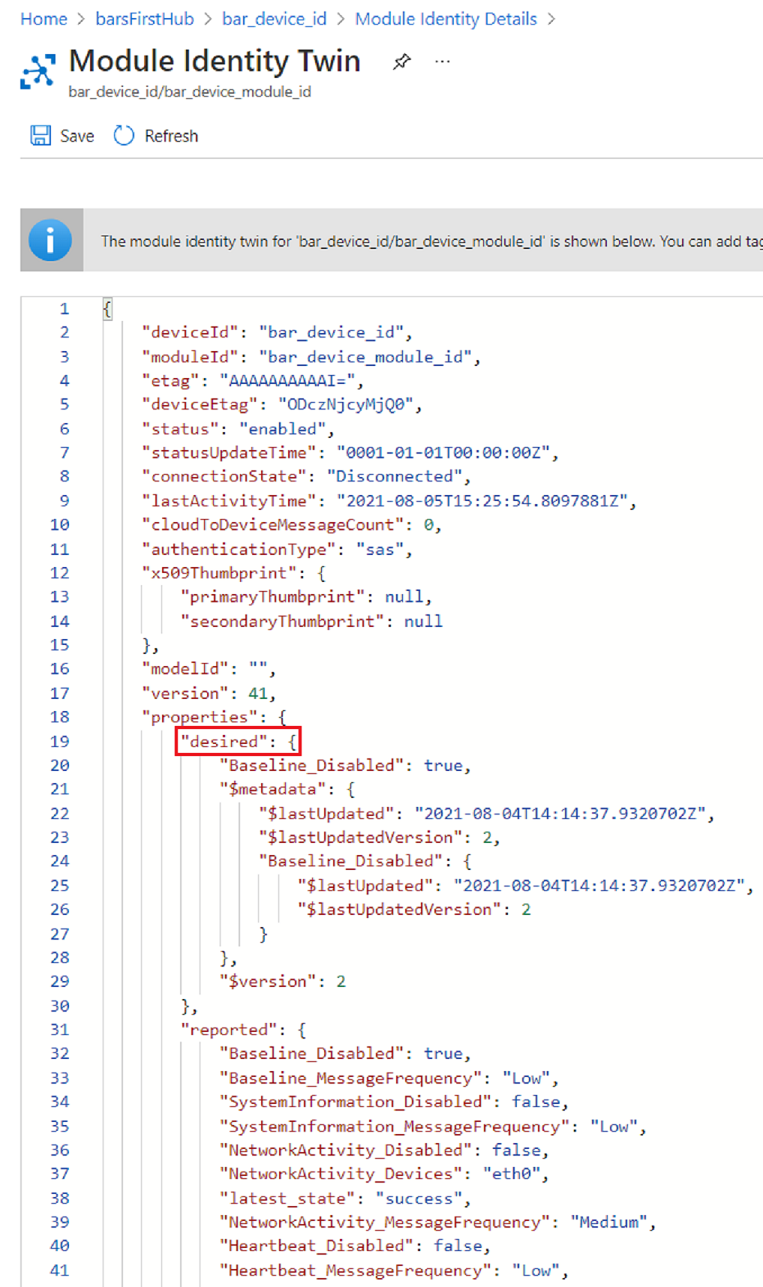 Home > barsFirstHub > bar_device_id > Module Identity Details >
Module Identity Twin
bar_device_id/bar_device_module_id
Save Refresh
The module identity twin for 'bar_device_id/bar_device_module_id' is shown below. You can add tag
1 {
2 "deviceId": "bar_device_id",
3 "moduleId": "bar_device_module_id",
4 "etag": "AAAAAAAAAAI=",
5 "deviceEtag": "ODczNjcyMjQ0",
6 "status": "enabled",
7 "statusUpdateTime": "0001-01-01T00:00:00Z",
8 "connectionState": "Disconnected",
9 "lastActivityTime": "2021-08-05T15:25:54.8097881Z",
10 "cloudToDeviceMessageCount": 0,
11 "authenticationType": "sas",
12 "x509Thumbprint": {
13 "primaryThumbprint": null,
14 "secondaryThumbprint": null
15 },
16 "modelId": "",
17 "version": 41,
18 "properties": {
19 "desired": {
20 "Baseline_Disabled": true,
21 "$metadata": {
22 "$lastUpdated": "2021-08-04T14:14:37.9320702Z",
23 "$lastUpdatedVersion": 2,
24 "Baseline_Disabled": {
25 "$lastUpdated": "2021-08-04T14:14:37.9320702Z",
26 "$lastUpdatedVersion": 2
27 }
28 },
29 "$version": 2
30 },
31 "reported": {
32 "Baseline_Disabled": true,
33 "Baseline_MessageFrequency": "Low",
34 "SystemInformation_Disabled": false,
35 "SystemInformation_MessageFrequency": "Low",
36 "NetworkActivity_Disabled": false,
37 "NetworkActivity_Devices": "eth0",
38 "latest_state": "success",
39 "NetworkActivity_MessageFrequency": "Medium",
40 "Heartbeat_Disabled": false,
41 "Heartbeat_MessageFrequency": "Low",